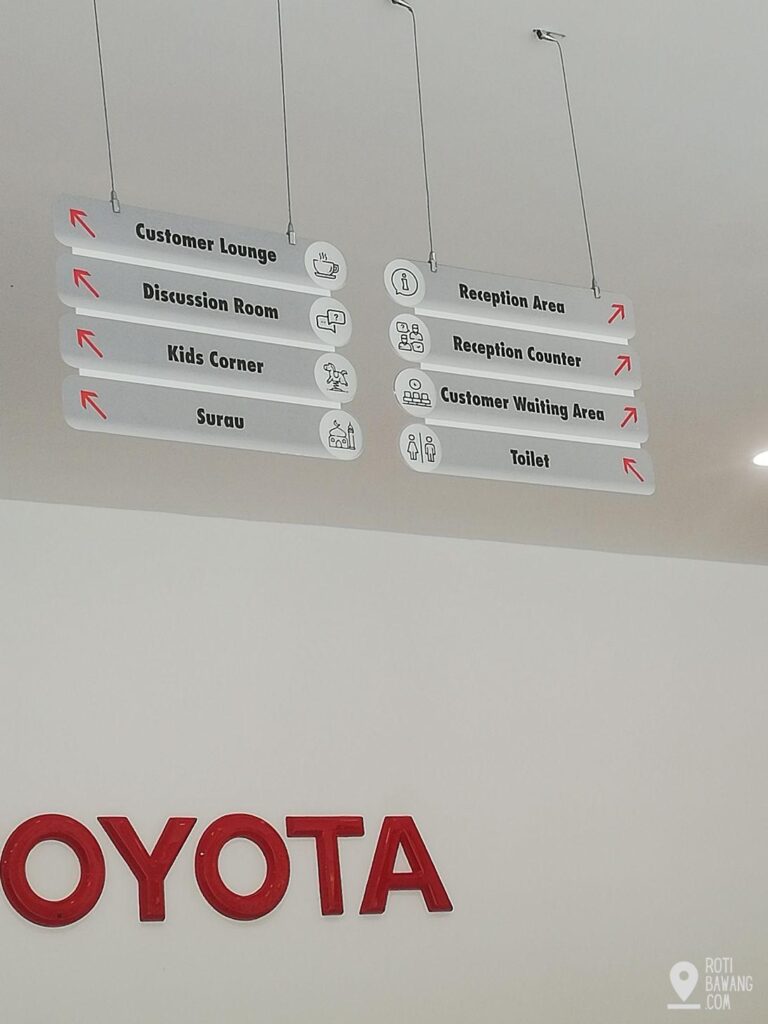 Customer Lounge
Discussion Room
Kids Corner
Surau
Reception Area
Reception Counter
Customer Waiting Area
Toilet
OYOTA
ROTI
BAWANG
.COM